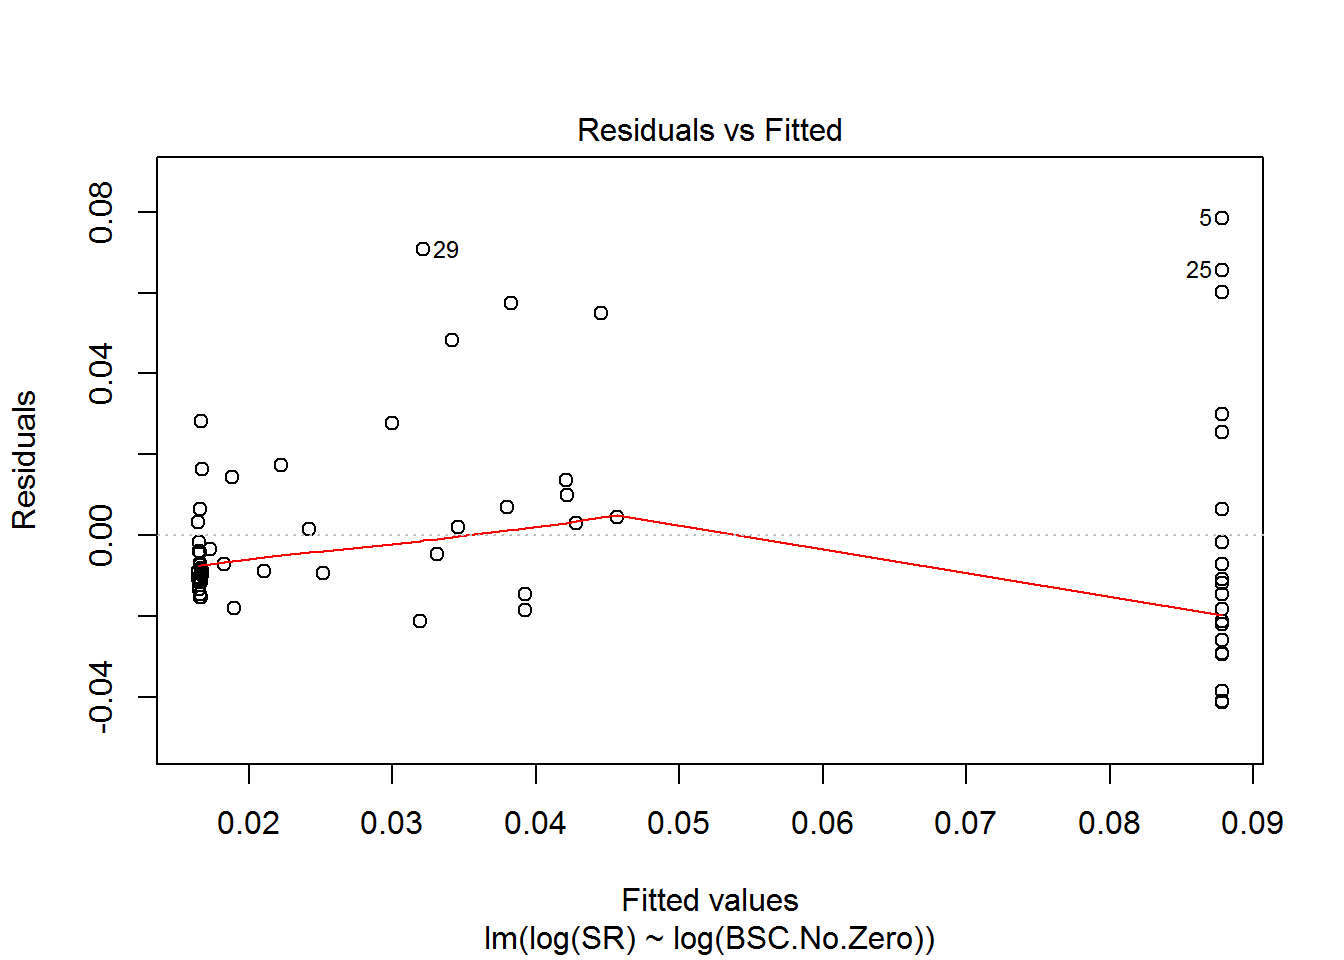 Residuals vs Fitted
Residuals
0.08
0.04
0.00
-0.04
5
29
25
0.02 0.03 0.04 0.05 0.06 0.07 0.08 0.09
Fitted values
lm(log(SR) ~ log(BSC.No.Zero))